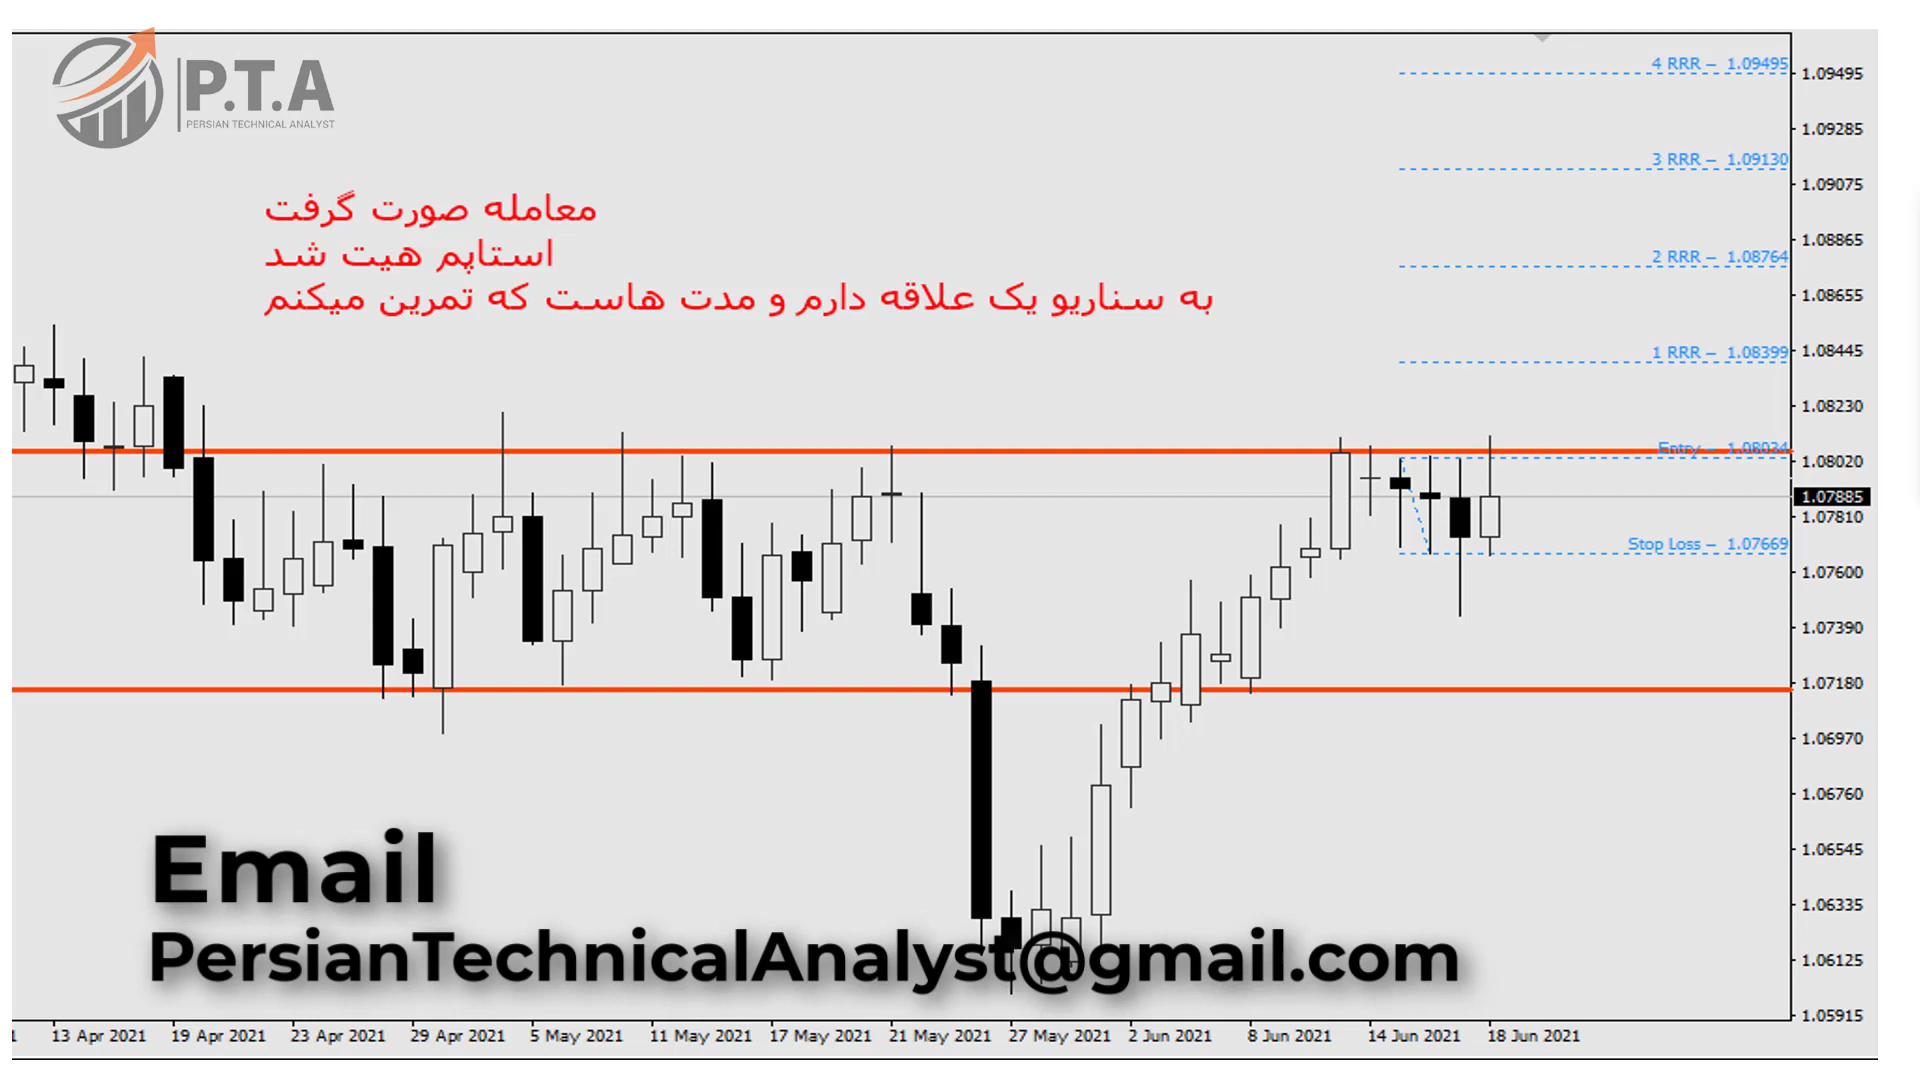 P.T.A
PERSIAN TECHNICAL ANALYST
معامله صورت گرفت
استاپم هیت شد
به سناریو یک علاقه دارم و مدت هاست که تمرین میکنم
4 RRR – 1.09495
3 RRR – 1.09130
2 RRR – 1.08764
1 RRR – 1.08399
Entry – 1.08034
Stop Loss – 1.07669
1.09495
1.09285
1.09075
1.08865
1.08655
1.08445
1.08230
1.08020
1.07885
1.07810
1.07600
1.07390
1.07180
1.06970
1.06760
1.06545
1.06335
1.06125
1.05915
Email
PersianTechnicalAnalyst@gmail.com
1 13 Apr 2021 19 Apr 2021 23 Apr 2021 29 Apr 2021 5 May 2021 11 May 2021 17 May 2021 21 May 2021 27 May 2021 2 Jun 2021 8 Jun 2021 14 Jun 2021 18 Jun 2021